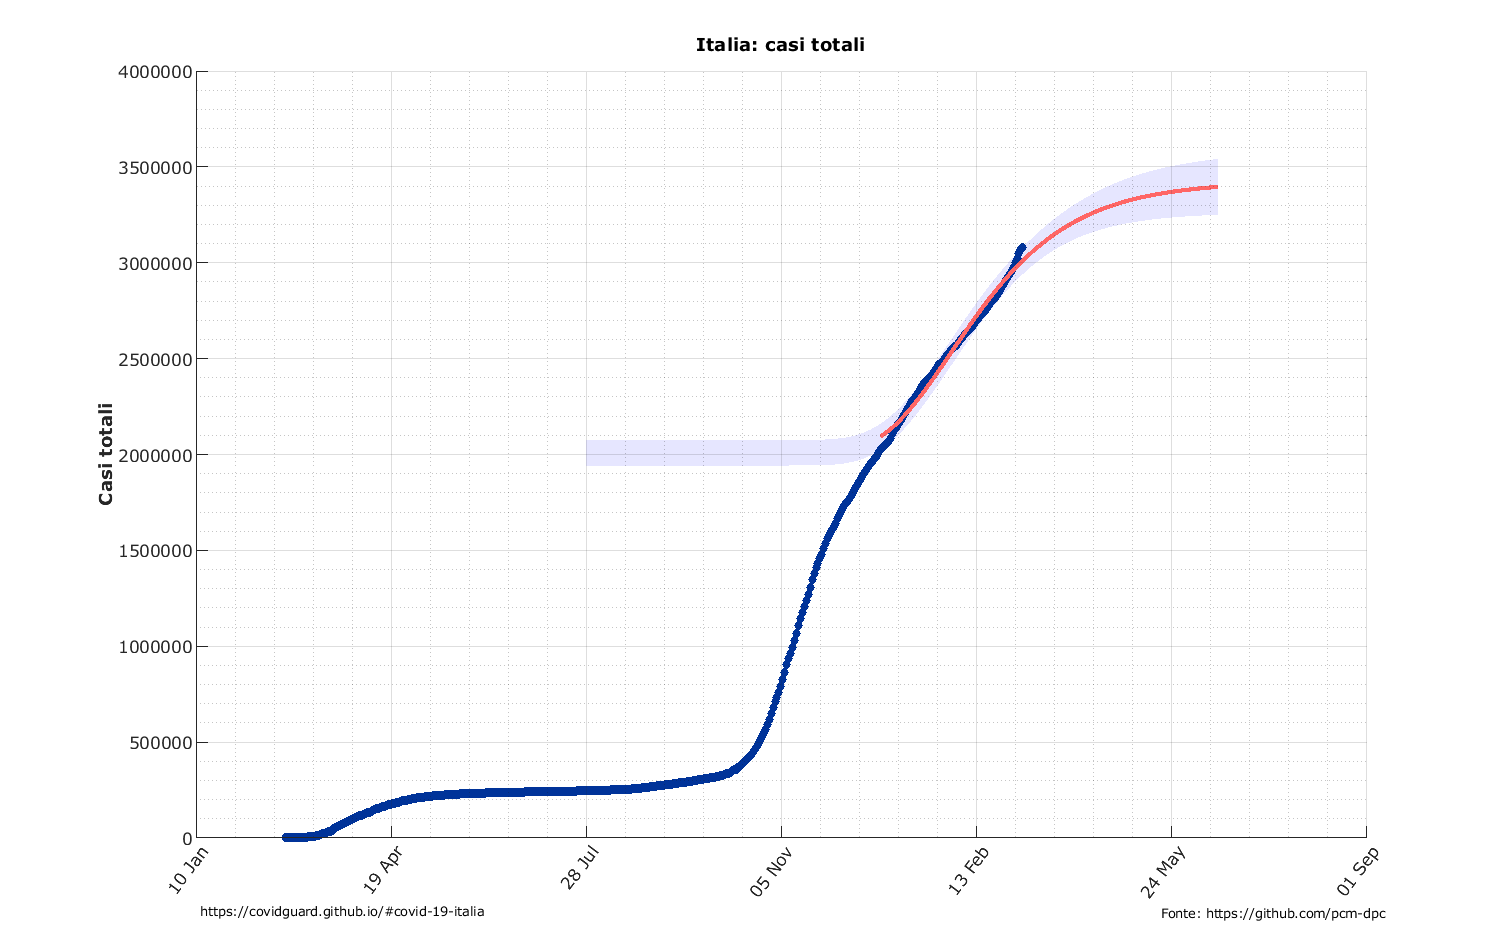 Italia: casi totali
4000000
3500000
3000000
2500000
2000000
1500000
1000000
500000
0
Casi totali
10 Jan
19 Apr
28 Jul
05 Nov
13 Feb
24 May
01 Sep
https://covidguard.github.io/#covid-19-italia
Fonte: https://github.com/pcm-dpc